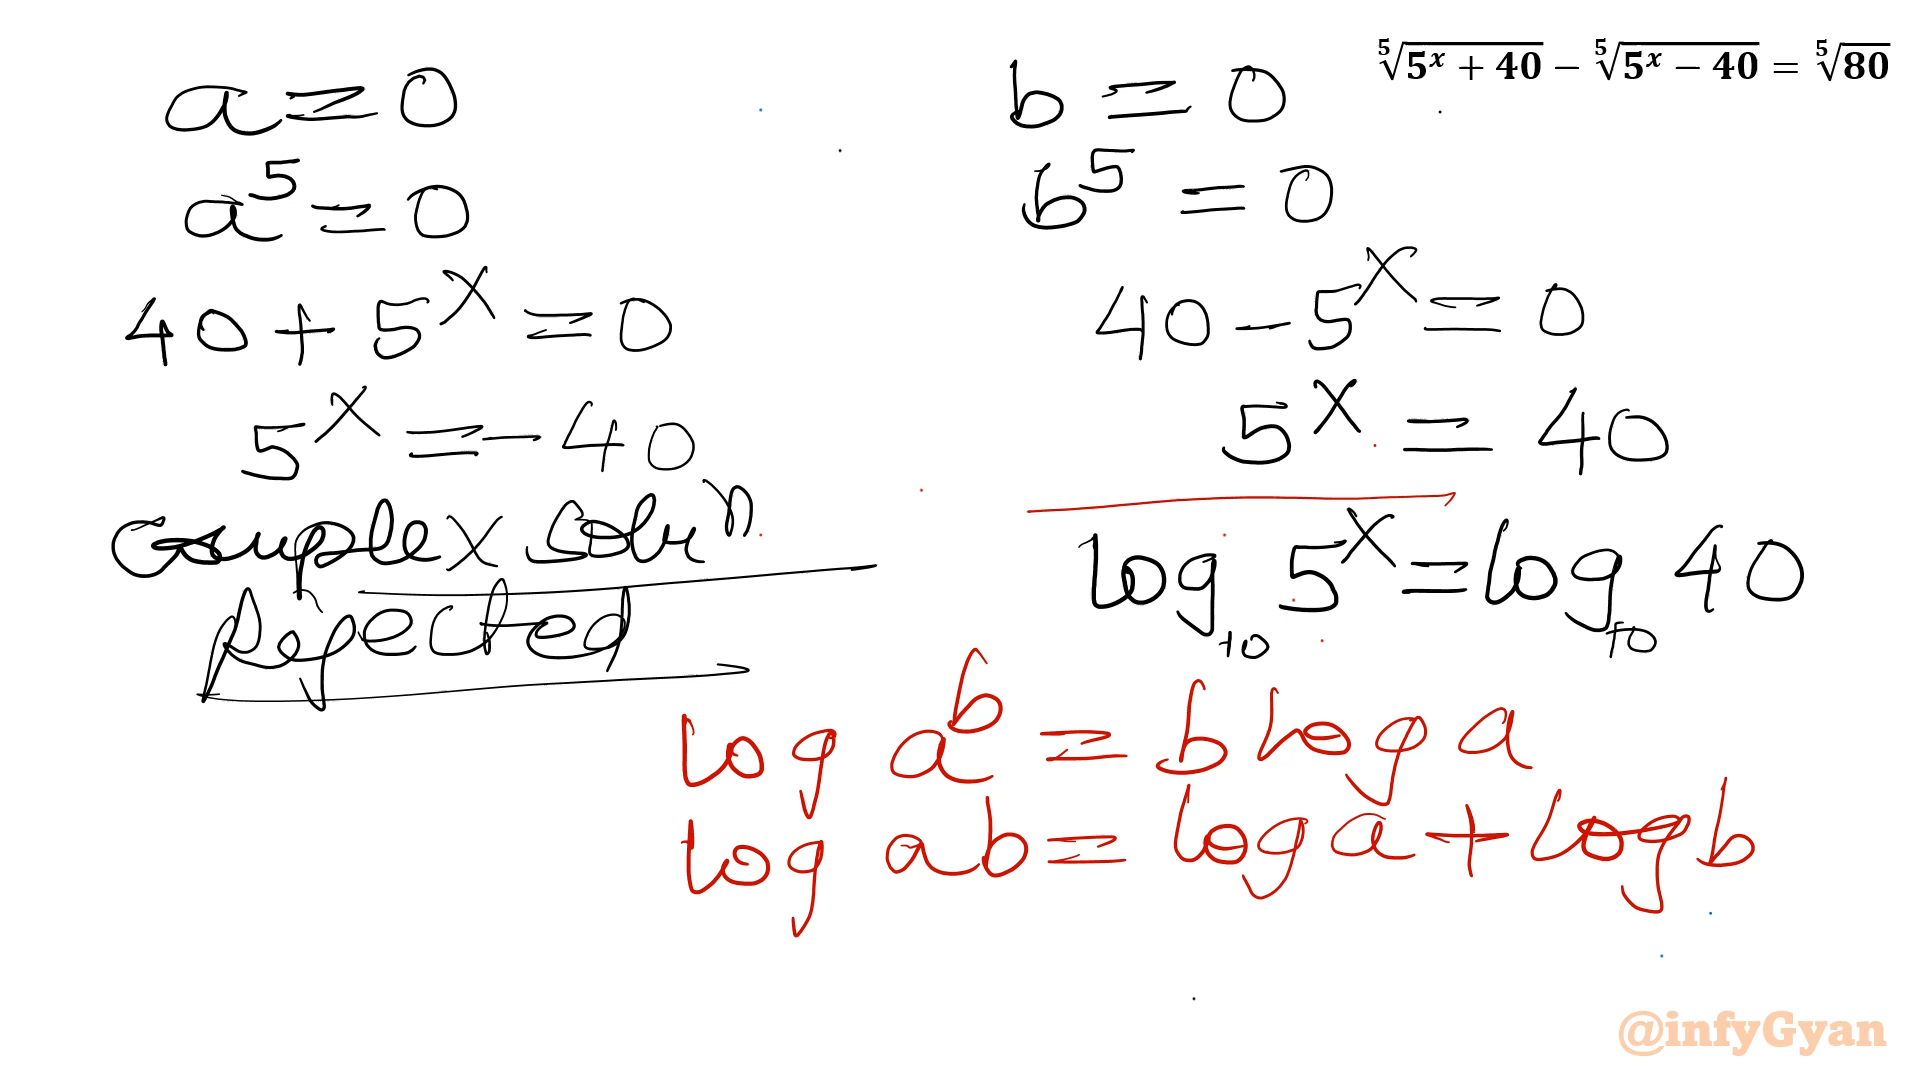 ⁵√(5ˣ + 40) − ⁵√(5ˣ − 40) = ⁵√80
a = 0
a⁵ = 0
40 + 5ˣ = 0
5ˣ = −40
complex soluⁿ
Rejected
b = 0
b⁵ = 0
40 − 5ˣ = 0
5ˣ = 40
log₁₀ 5ˣ = log₁₀ 40
log aᵇ = b log a
log ab = log a + log b
@infyGyan